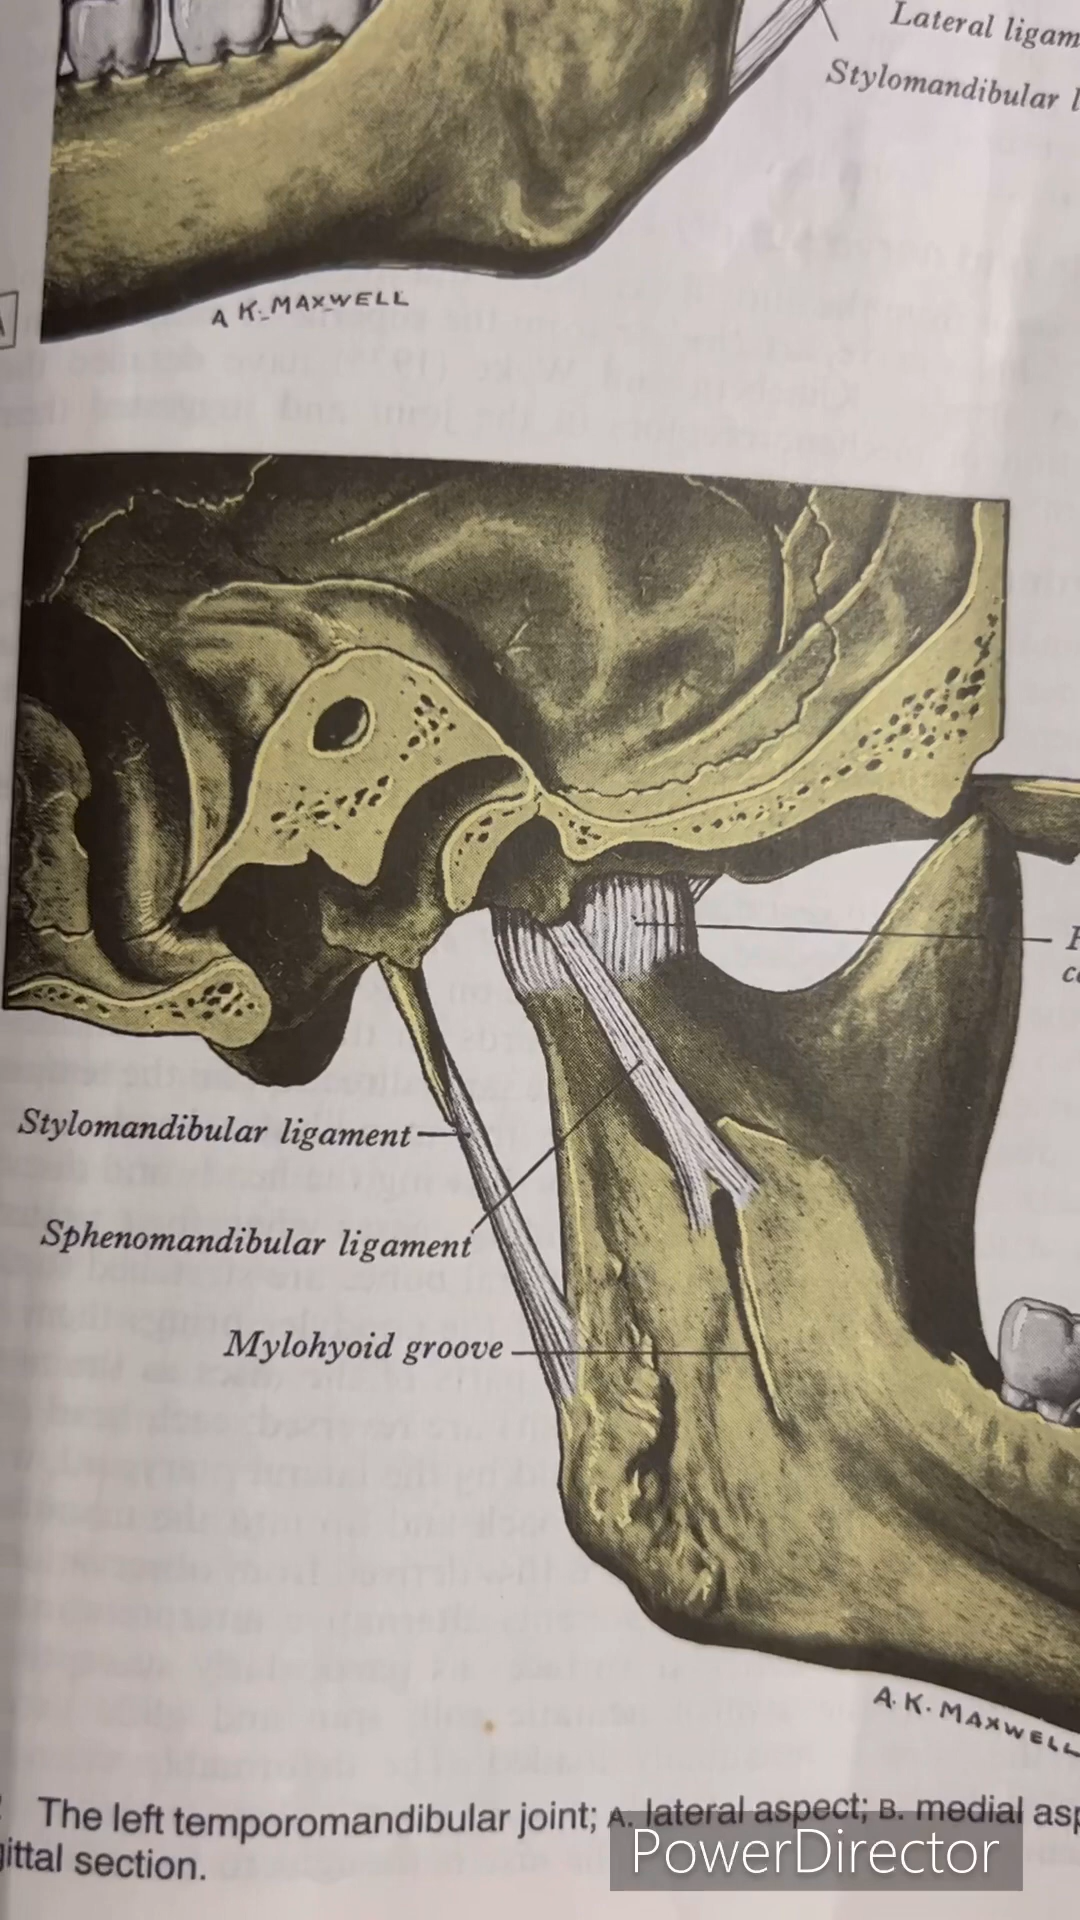 Lateral ligam
Stylomandibular l
A K. MAXWELL
Stylomandibular ligament
Sphenomandibular ligament
Mylohyoid groove
A. K. MAXWELL
The left temporomandibular joint; A. lateral aspect; B. medial asp
gittal section.
PowerDirector